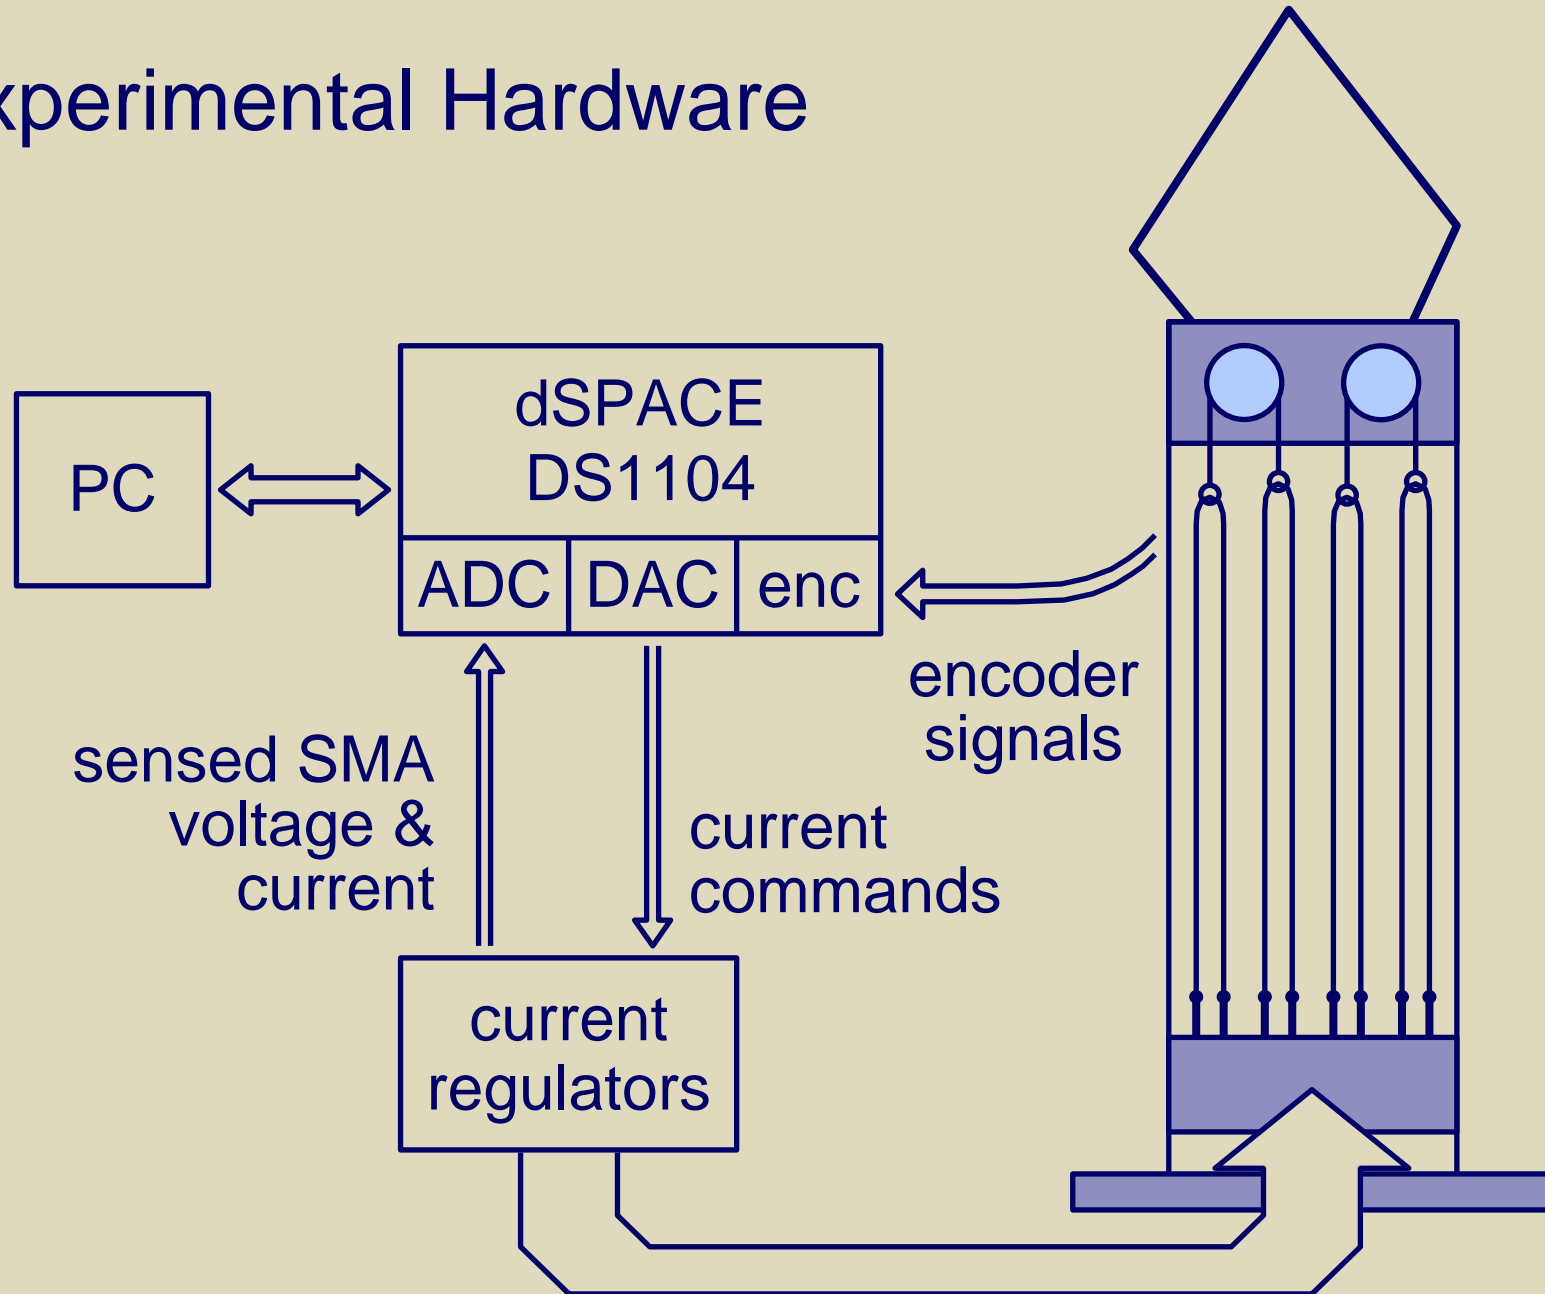 xperimental Hardware
dSPACE
DS1104
PC
ADC
DAC
enc
encoder
signals
sensed SMA
voltage &
current
current
commands
current
regulators